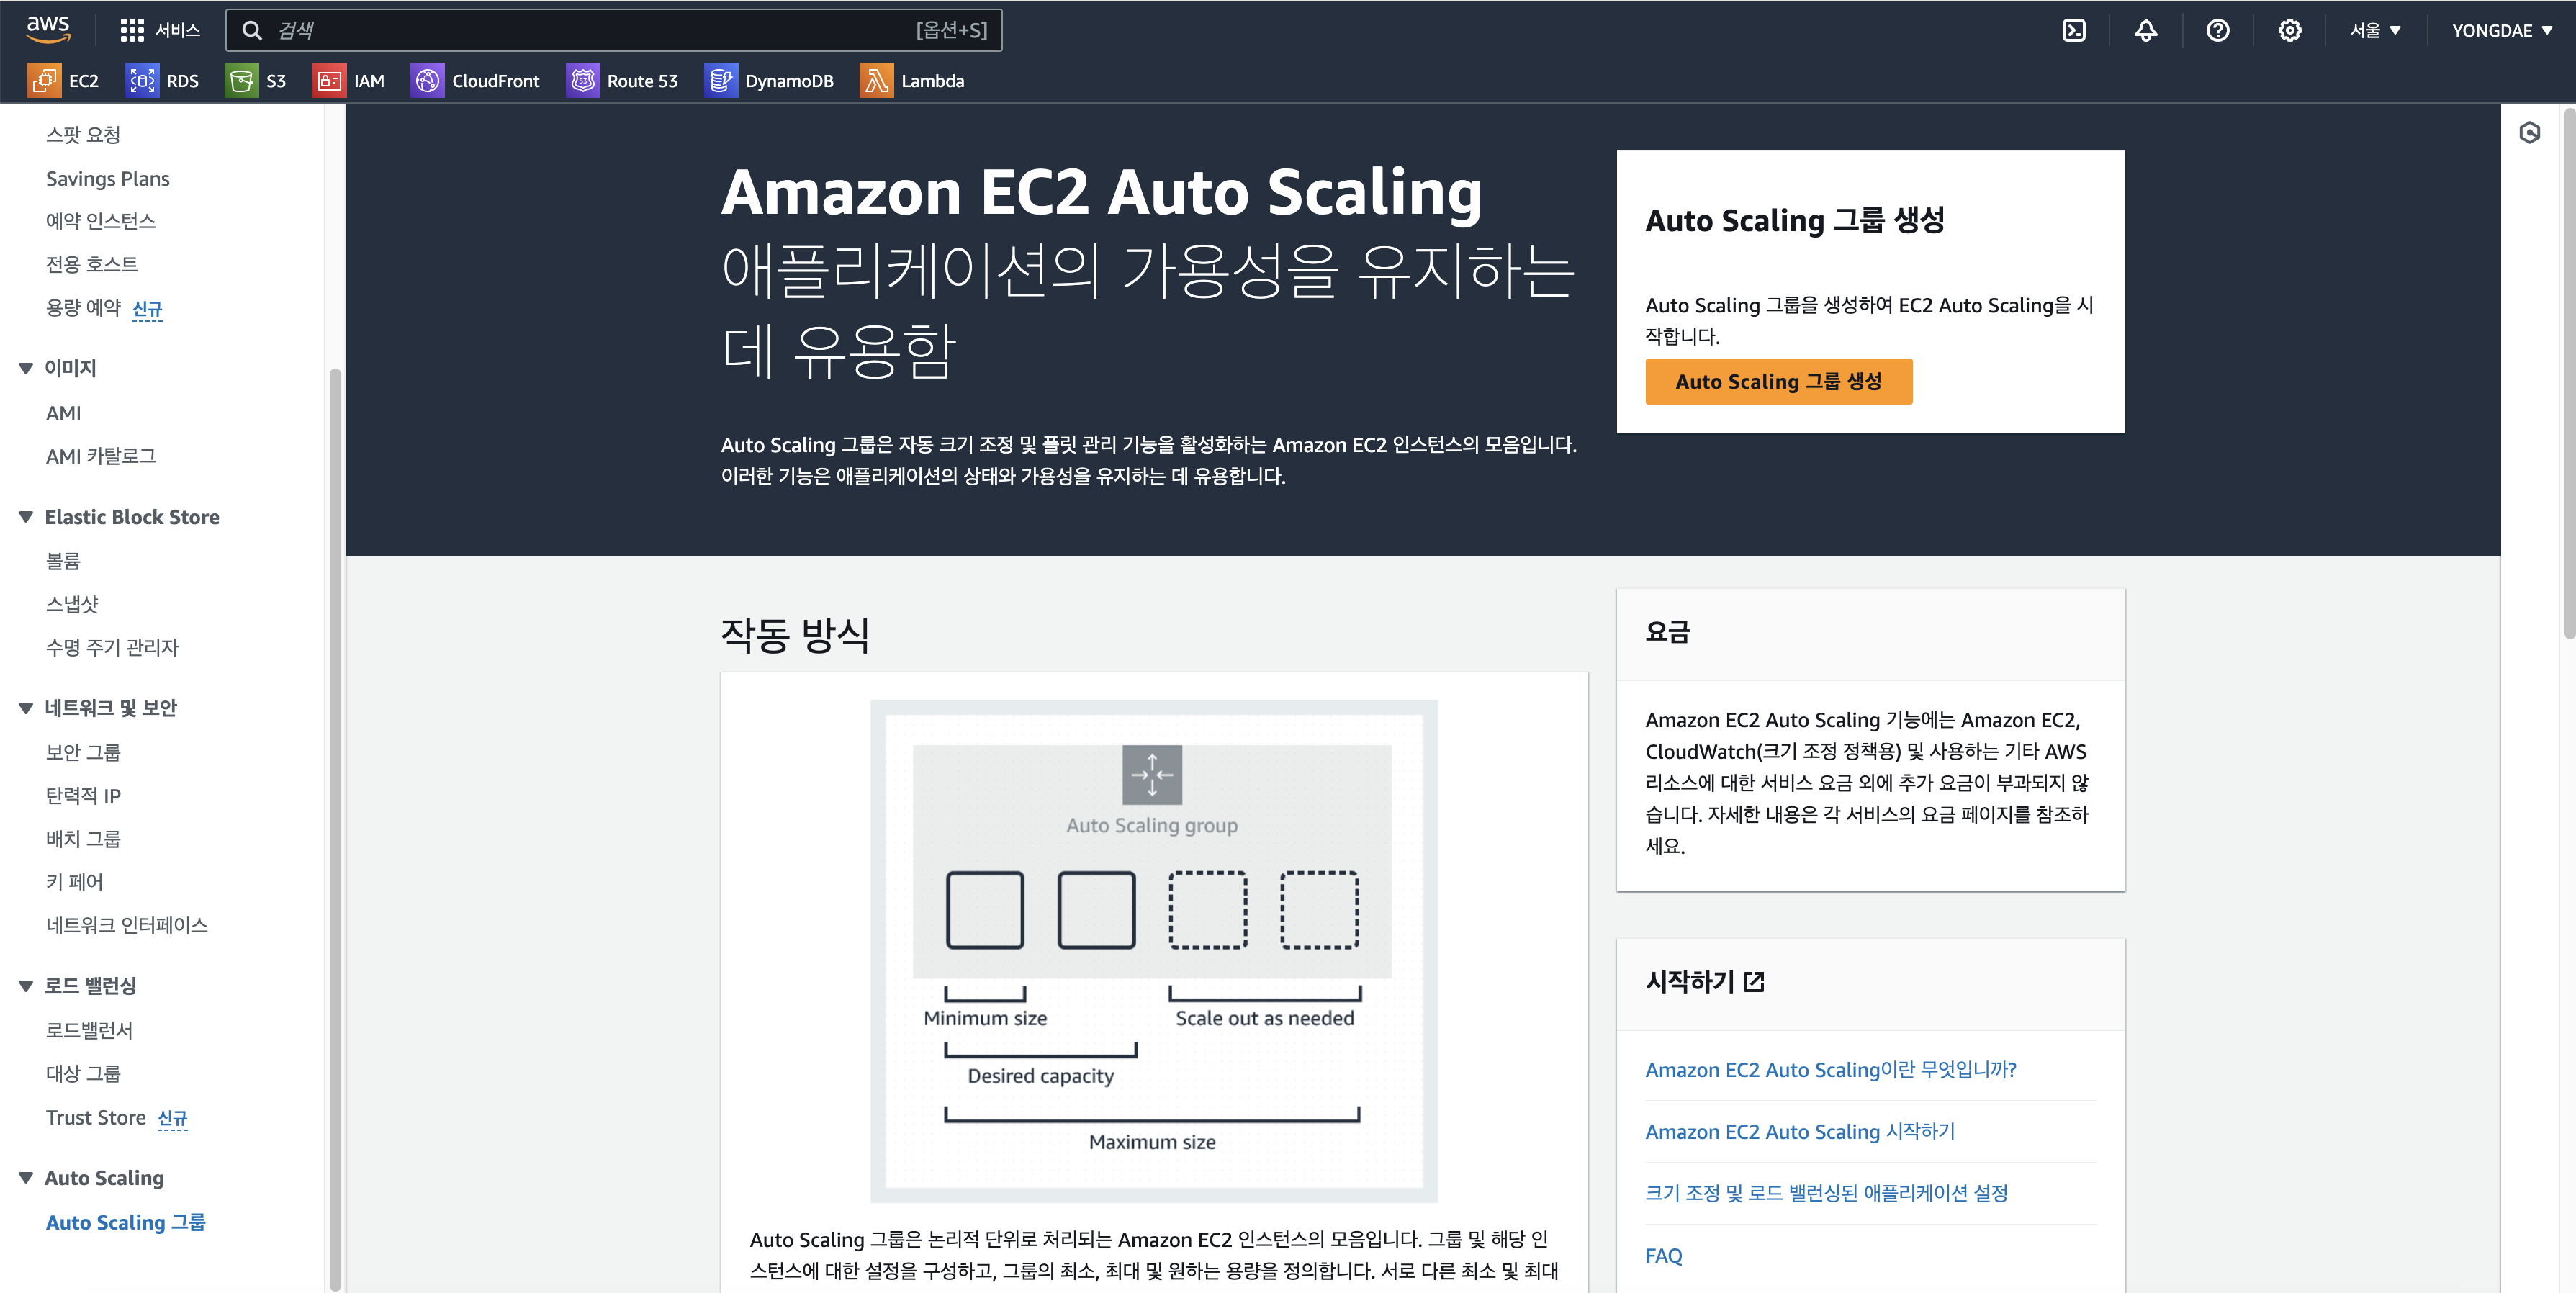 aws
서비스
검색
[옵션+S]
서울 ▼
YONGDAE ▼
EC2
RDS
S3
IAM
CloudFront
Route 53
DynamoDB
Lambda
스팟 요청
Savings Plans
예약 인스턴스
전용 호스트
용량 예약 신규
▼ 이미지
AMI
AMI 카탈로그
▼ Elastic Block Store
볼륨
스냅샷
수명 주기 관리자
▼ 네트워크 및 보안
보안 그룹
탄력적 IP
배치 그룹
키 페어
네트워크 인터페이스
▼ 로드 밸런싱
로드밸런서
대상 그룹
Trust Store 신규
▼ Auto Scaling
Auto Scaling 그룹
Amazon EC2 Auto Scaling
애플리케이션의 가용성을 유지하는
데 유용함
Auto Scaling 그룹은 자동 크기 조정 및 플릿 관리 기능을 활성화하는 Amazon EC2 인스턴스의 모음입니다.
이러한 기능은 애플리케이션의 상태와 가용성을 유지하는 데 유용합니다.
Auto Scaling 그룹 생성
Auto Scaling 그룹을 생성하여 EC2 Auto Scaling을 시
작합니다.
Auto Scaling 그룹 생성
작동 방식
Auto Scaling group
Minimum size
Scale out as needed
Desired capacity
Maximum size
Auto Scaling 그룹은 논리적 단위로 처리되는 Amazon EC2 인스턴스의 모음입니다. 그룹 및 해당 인
스턴스에 대한 설정을 구성하고, 그룹의 최소, 최대 및 원하는 용량을 정의합니다. 서로 다른 최소 및 최대
요금
Amazon EC2 Auto Scaling 기능에는 Amazon EC2,
CloudWatch(크기 조정 정책용) 및 사용하는 기타 AWS
리소스에 대한 서비스 요금 외에 추가 요금이 부과되지 않
습니다. 자세한 내용은 각 서비스의 요금 페이지를 참조하
세요.
시작하기
Amazon EC2 Auto Scaling이란 무엇입니까?
Amazon EC2 Auto Scaling 시작하기
크기 조정 및 로드 밸런싱된 애플리케이션 설정
FAQ